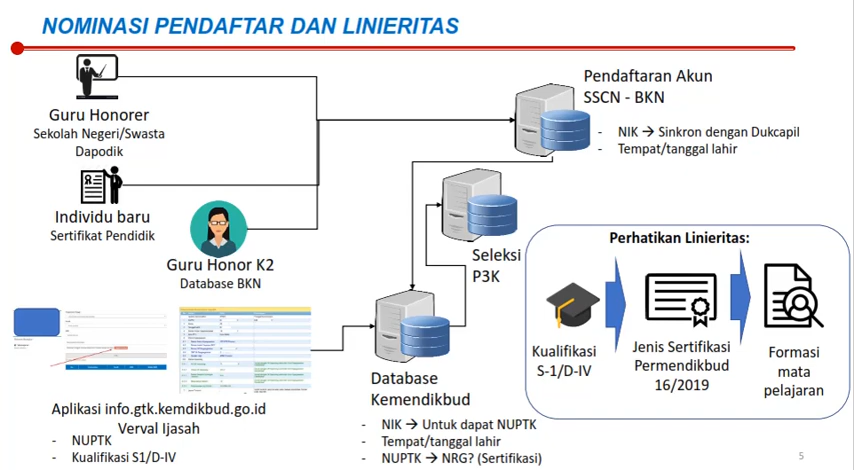 NOMINASI PENDAFTAR DAN LINIERITAS
Guru Honorer
Sekolah Negeri/Swasta
Dapodik
Individu baru
Sertifikat Pendidik
Guru Honor K2
Database BKN
Pendaftaran Akun
SSCN - BKN
- NIK → Sinkron dengan Dukcapil
- Tempat/tanggal lahir
Seleksi
P3K
Database
Kemendikbud
- NIK → Untuk dapat NUPTK
- Tempat/tanggal lahir
- NUPTK → NRG? (Sertifikasi)
Aplikasi info.gtk.kemdikbud.go.id
Verval Ijasah
- NUPTK
- Kualifikasi S1/D-IV
Perhatikan Linieritas:
Kualifikasi
S-1/D-IV
Jenis Sertifikasi
Permendikbud
16/2019
Formasi
mata
pelajaran
5